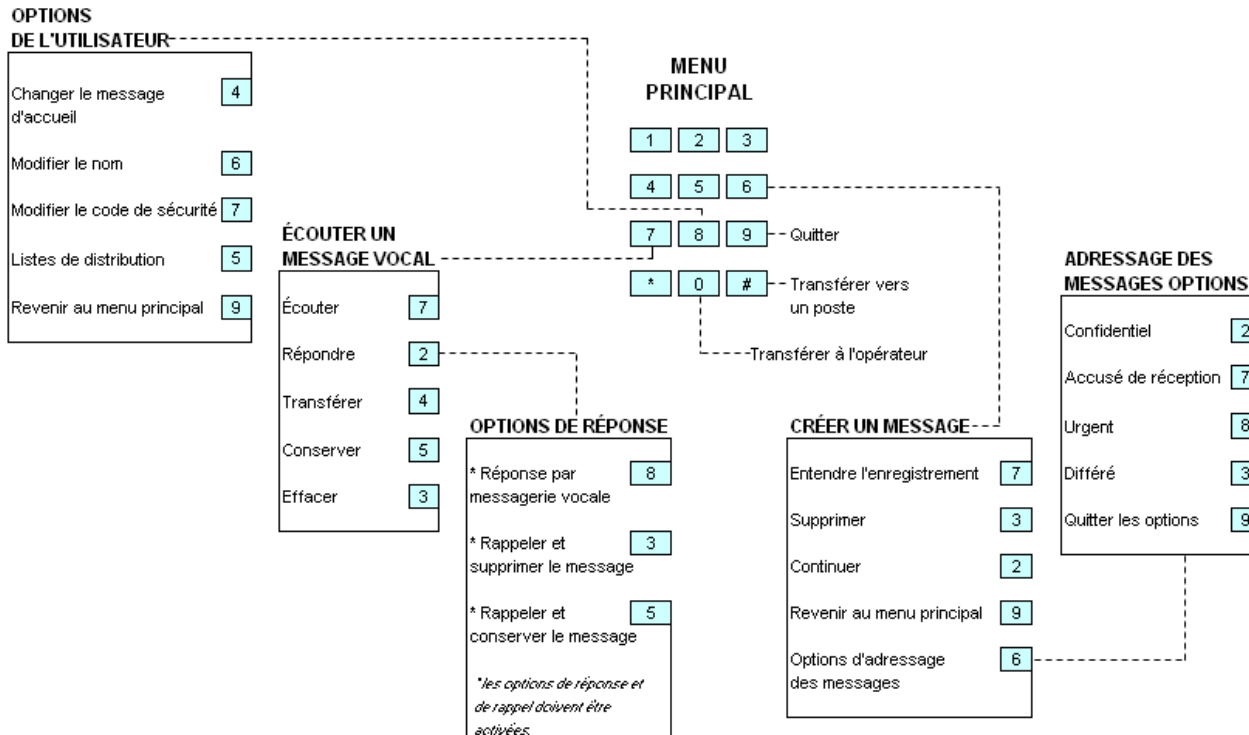 OPTIONS
DE L'UTILISATEUR
Changer le message
d'accueil
4
Modifier le nom
6
Modifier le code de sécurité
7
Listes de distribution
5
Revenir au menu principal
9
MENU
PRINCIPAL
1 2 3
4 5 6
7 8 9
Quitter
* 0 #
Transférer vers
un poste
Transférer à l'opérateur
ÉCOUTER UN
MESSAGE VOCAL
Écouter
7
Répondre
2
Transférer
4
Conserver
5
Effacer
3
OPTIONS DE RÉPONSE
* Réponse par
messagerie vocale
8
* Rappeler et
supprimer le message
3
* Rappeler et
conserver le message
5
*les options de réponse et
de rappel doivent être
activées.
CRÉER UN MESSAGE
Entendre l'enregistrement
7
Supprimer
3
Continuer
2
Revenir au menu principal
9
Options d'adressage
des messages
6
ADRESSAGE DES
MESSAGES OPTIONS
Confidentiel
2
Accusé de réception
7
Urgent
8
Différé
3
Quitter les options
9